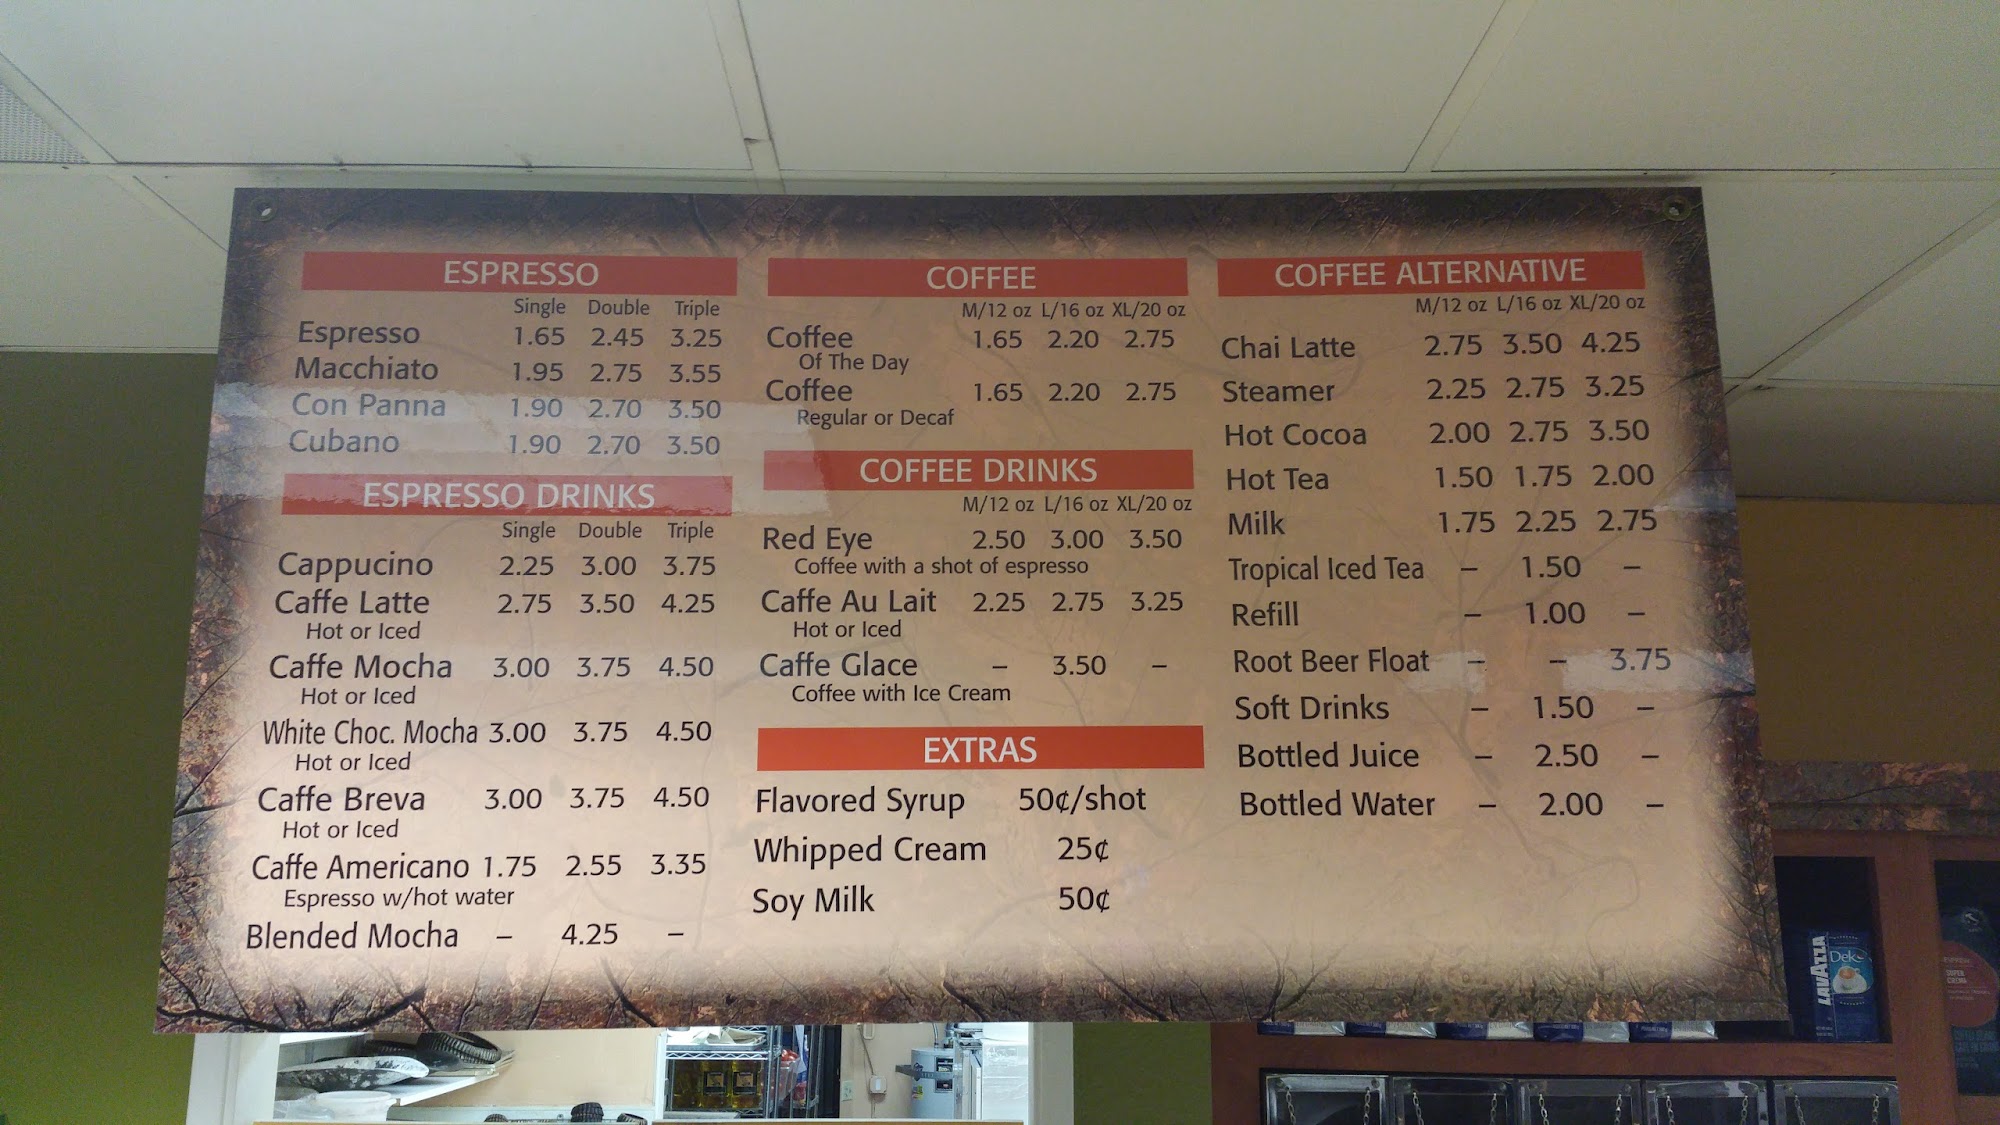 ESPRESSO
Single Double Triple
Espresso 1.65 2.45 3.25
Macchiato 1.95 2.75 3.55
Con Panna 1.90 2.70 3.50
Cubano 1.90 2.70 3.50
ESPRESSO DRINKS
Single Double Triple
Cappucino 2.25 3.00 3.75
Caffe Latte 2.75 3.50 4.25
Hot or Iced
Caffe Mocha 3.00 3.75 4.50
Hot or Iced
White Choc. Mocha 3.00 3.75 4.50
Hot or Iced
Caffe Breva 3.00 3.75 4.50
Hot or Iced
Caffe Americano 1.75 2.55 3.35
Espresso w/hot water
Blended Mocha – 4.25 –
COFFEE
M/12 oz L/16 oz XL/20 oz
Coffee 1.65 2.20 2.75
Of The Day
Coffee 1.65 2.20 2.75
Regular or Decaf
COFFEE DRINKS
M/12 oz L/16 oz XL/20 oz
Red Eye 2.50 3.00 3.50
Coffee with a shot of espresso
Caffe Au Lait 2.25 2.75 3.25
Hot or Iced
Caffe Glace – 3.50 –
Coffee with Ice Cream
EXTRAS
Flavored Syrup 50¢/shot
Whipped Cream 25¢
Soy Milk 50¢
COFFEE ALTERNATIVE
M/12 oz L/16 oz XL/20 oz
Chai Latte 2.75 3.50 4.25
Steamer 2.25 2.75 3.25
Hot Cocoa 2.00 2.75 3.50
Hot Tea 1.50 1.75 2.00
Milk 1.75 2.25 2.75
Tropical Iced Tea – 1.50 –
Refill – 1.00 –
Root Beer Float – – 3.75
Soft Drinks – 1.50 –
Bottled Juice – 2.50 –
Bottled Water – 2.00 –
LAVAZZA
Dek